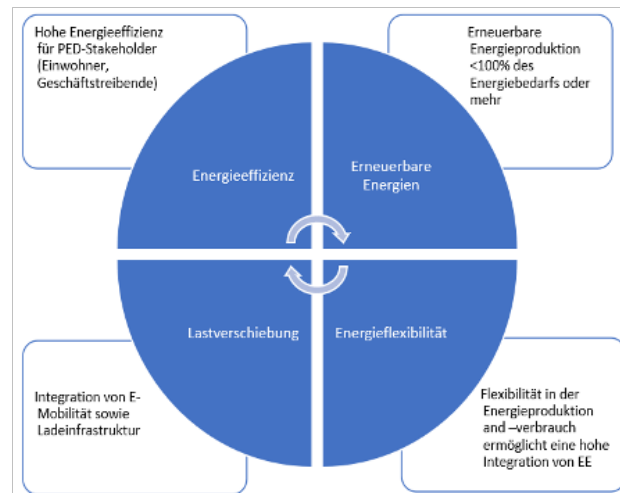 Hohe Energieeffizienz
für PED-Stakeholder
(Einwohner,
Geschäftstreibende)
Erneuerbare
Energieproduktion
<100% des
Energiebedarfs oder
mehr
Energieeffizienz
Erneuerbare
Energien
Lastverschiebung
Energieflexibilität
Integration von E-
Mobilität sowie
Ladeinfrastruktur
Flexibilität in der
Energieproduktion
and –verbrauch
ermöglicht eine hohe
Integration von EE